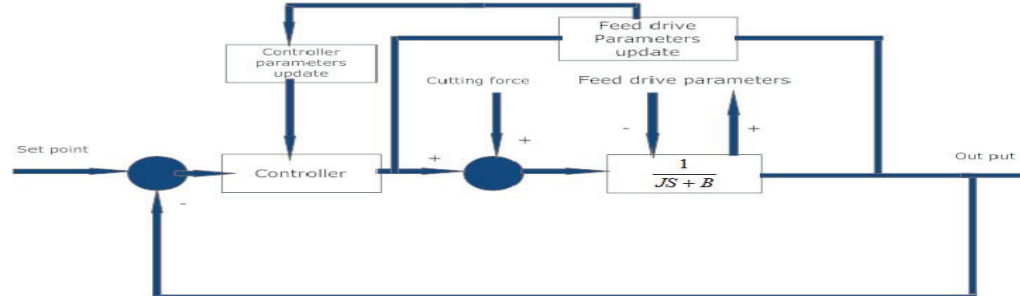 Feed drive
Parameters
update
Controller
parameters
update
Cutting force
Feed drive parameters
-
+
+
Set point
+
Out put
Controller
1
JS + B
-